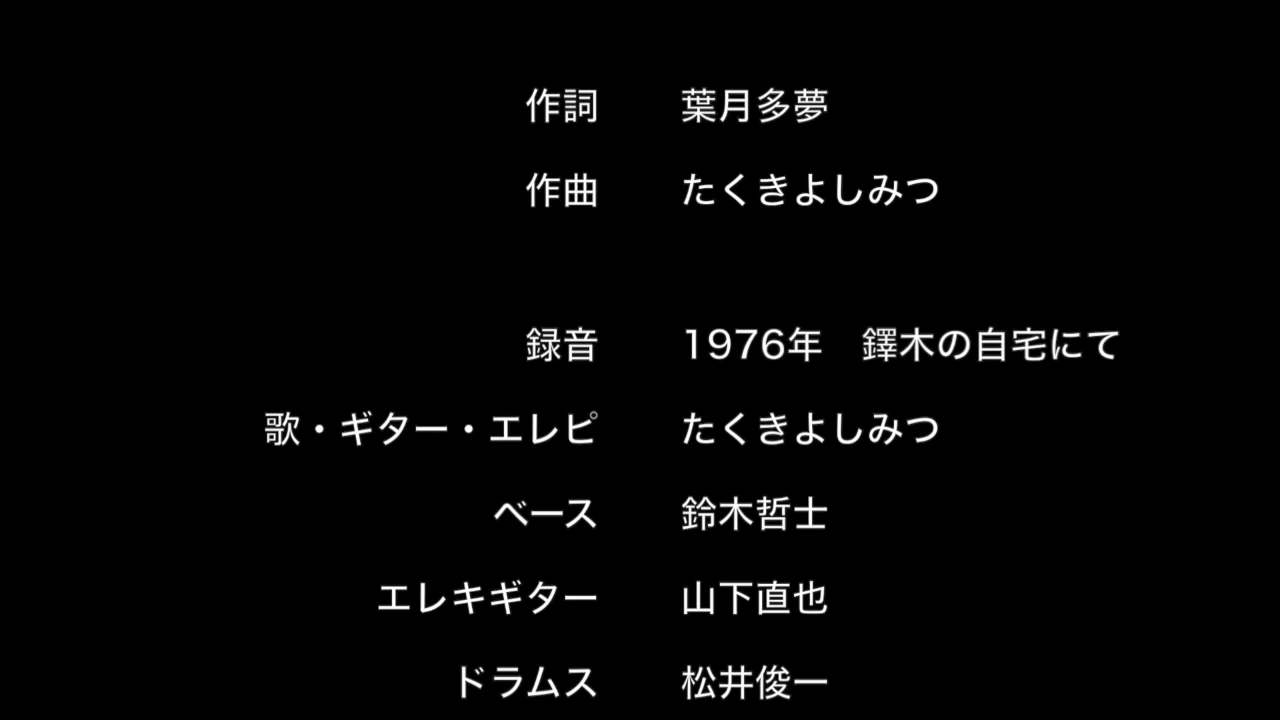 作詞　葉月多夢
作曲　たくきよしみつ
録音　1976年　鐸木の自宅にて
歌・ギター・エレピ　たくきよしみつ
ベース　鈴木哲士
エレキギター　山下直也
ドラムス　松井俊一